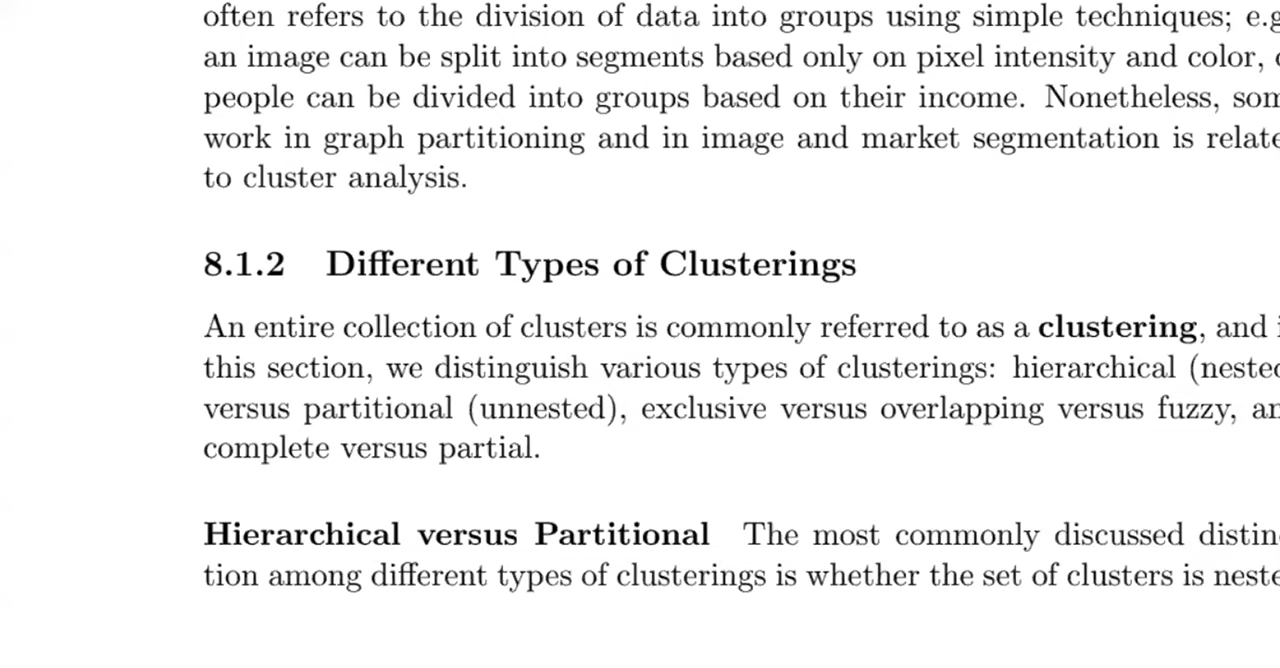 often refers to the division of data into groups using simple techniques; e.g
an image can be split into segments based only on pixel intensity and color,
people can be divided into groups based on their income. Nonetheless, som
work in graph partitioning and in image and market segmentation is relate
to cluster analysis.
8.1.2 Different Types of Clusterings
An entire collection of clusters is commonly referred to as a clustering, and i
this section, we distinguish various types of clusterings: hierarchical (nested
versus partitional (unnested), exclusive versus overlapping versus fuzzy, an
complete versus partial.
Hierarchical versus Partitional The most commonly discussed distin
tion among different types of clusterings is whether the set of clusters is neste